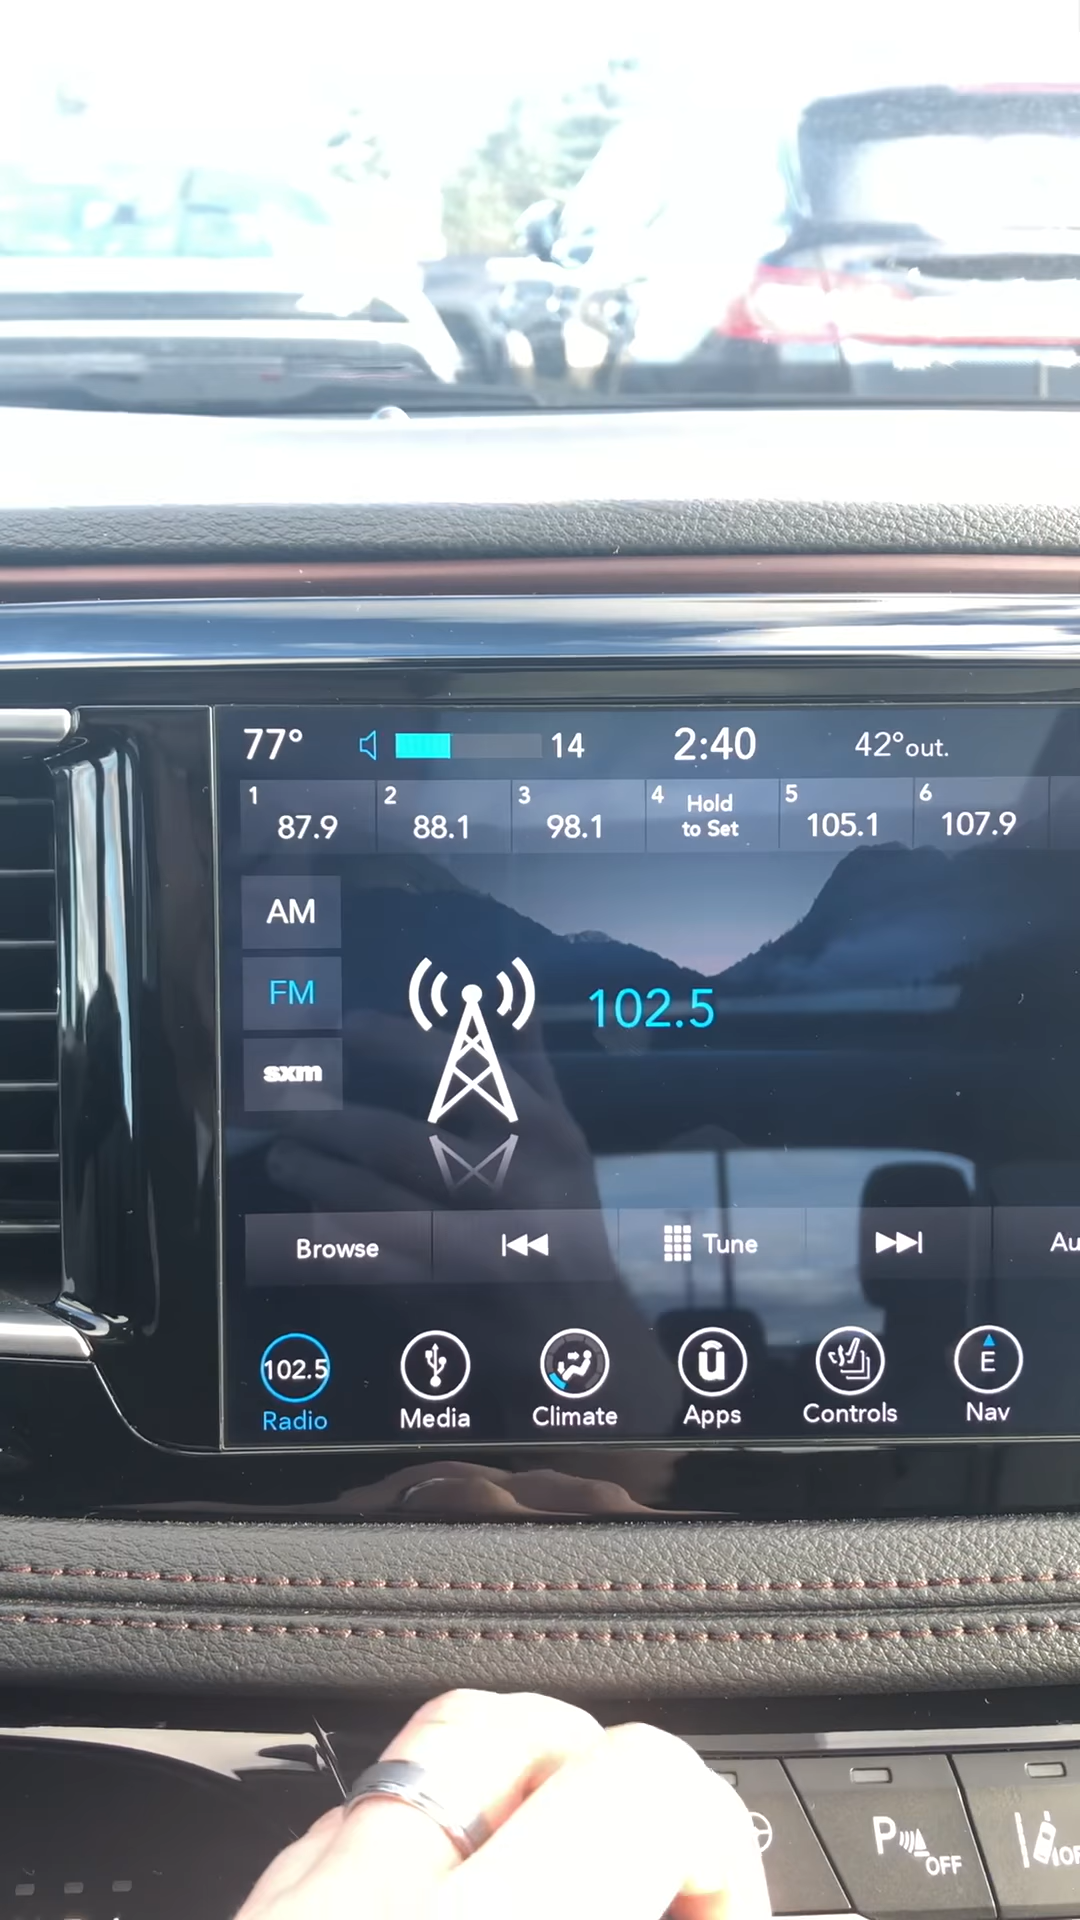 77° 14 2:40 42°out.
1 2 3 4 5 6
87.9 88.1 98.1 Hold to Set 105.1 107.9
AM
FM
102.5
sxm
Browse Tune Au
102.5 E
Radio Media Climate Apps Controls Nav
P OFF